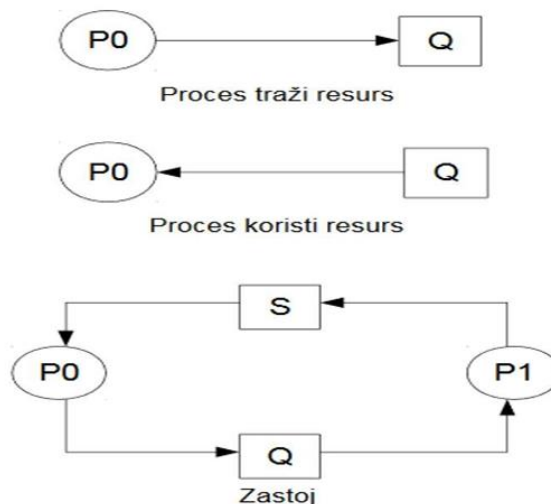 P0 Q
Proces traži resurs
P0 Q
Proces koristi resurs
S
P0 P1
Q
Zastoj